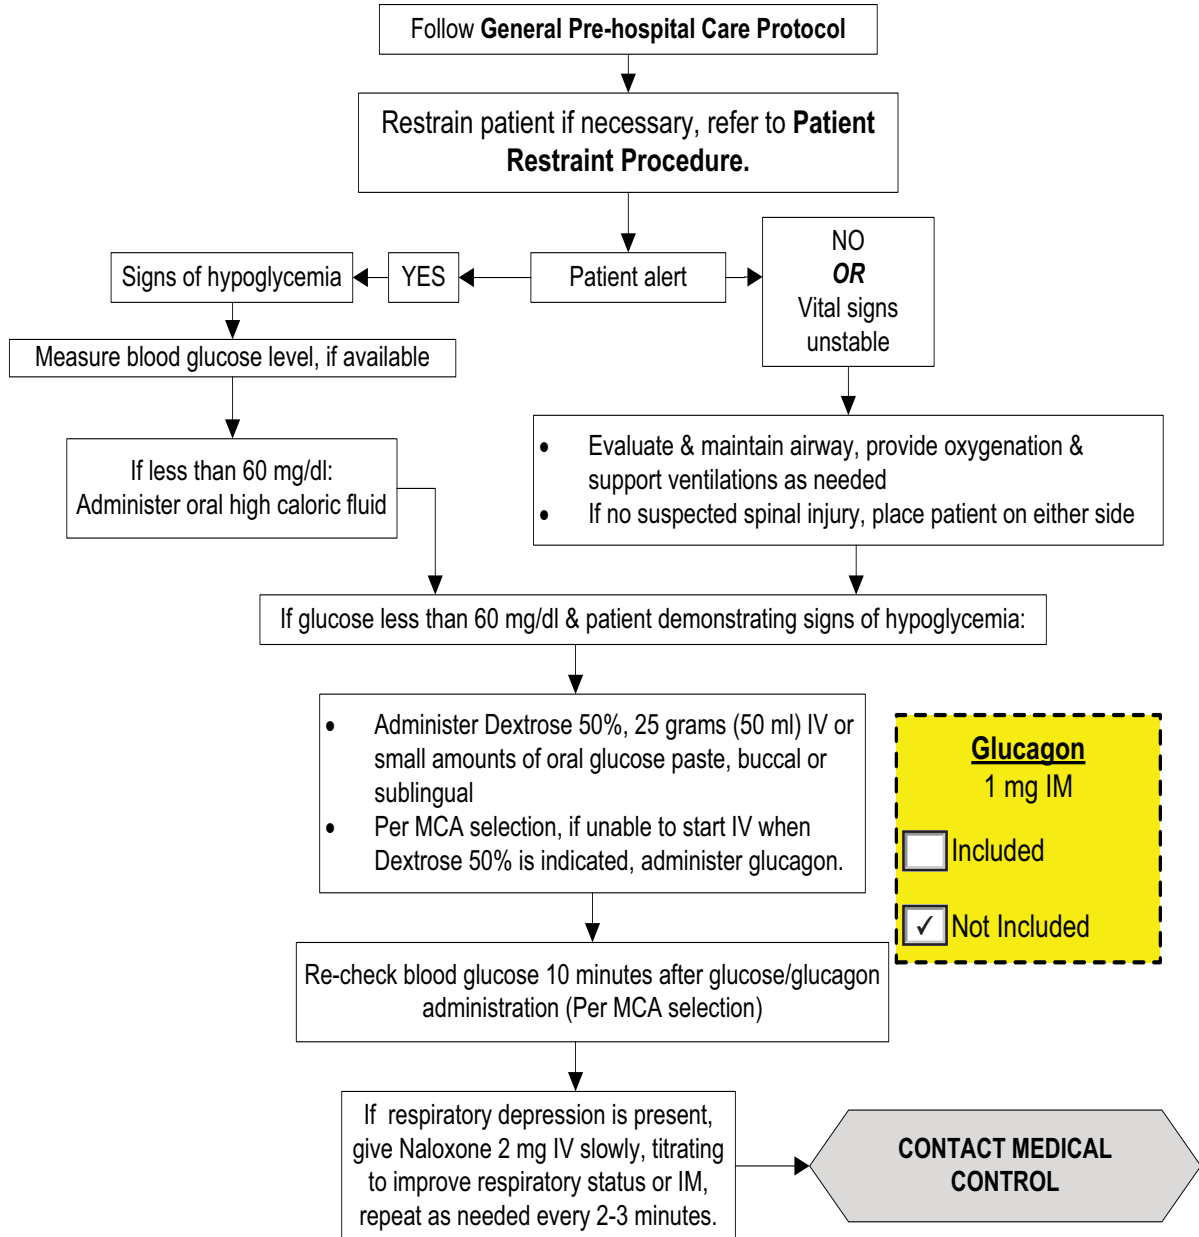 Follow General Pre-hospital Care Protocol
Restrain patient if necessary, refer to Patient
Restraint Procedure.
Signs of hypoglycemia
YES
Patient alert
NO
OR
Vital signs
unstable
Measure blood glucose level, if available
If less than 60 mg/dl:
Administer oral high caloric fluid
• Evaluate & maintain airway, provide oxygenation &
support ventilations as needed
• If no suspected spinal injury, place patient on either side
If glucose less than 60 mg/dl & patient demonstrating signs of hypoglycemia:
• Administer Dextrose 50%, 25 grams (50 ml) IV or
small amounts of oral glucose paste, buccal or
sublingual
• Per MCA selection, if unable to start IV when
Dextrose 50% is indicated, administer glucagon.
Glucagon
1 mg IM
Included
✓ Not Included
Re-check blood glucose 10 minutes after glucose/glucagon
administration (Per MCA selection)
If respiratory depression is present,
give Naloxone 2 mg IV slowly, titrating
to improve respiratory status or IM,
repeat as needed every 2-3 minutes.
CONTACT MEDICAL
CONTROL